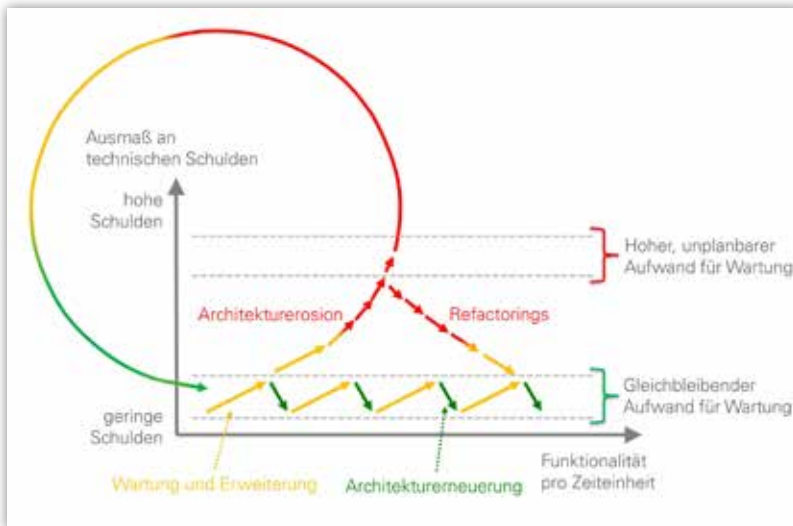 Ausmaß an
technischen Schulden
hohe
Schulden
Hoher, unplanbarer
Aufwand für Wartung
Architekturerosion
Refactorings
Gleichbleibender
Aufwand für Wartung
geringe
Schulden
Wartung und Erweiterung
Architekturerneuerung
Funktionalität
pro Zeiteinheit